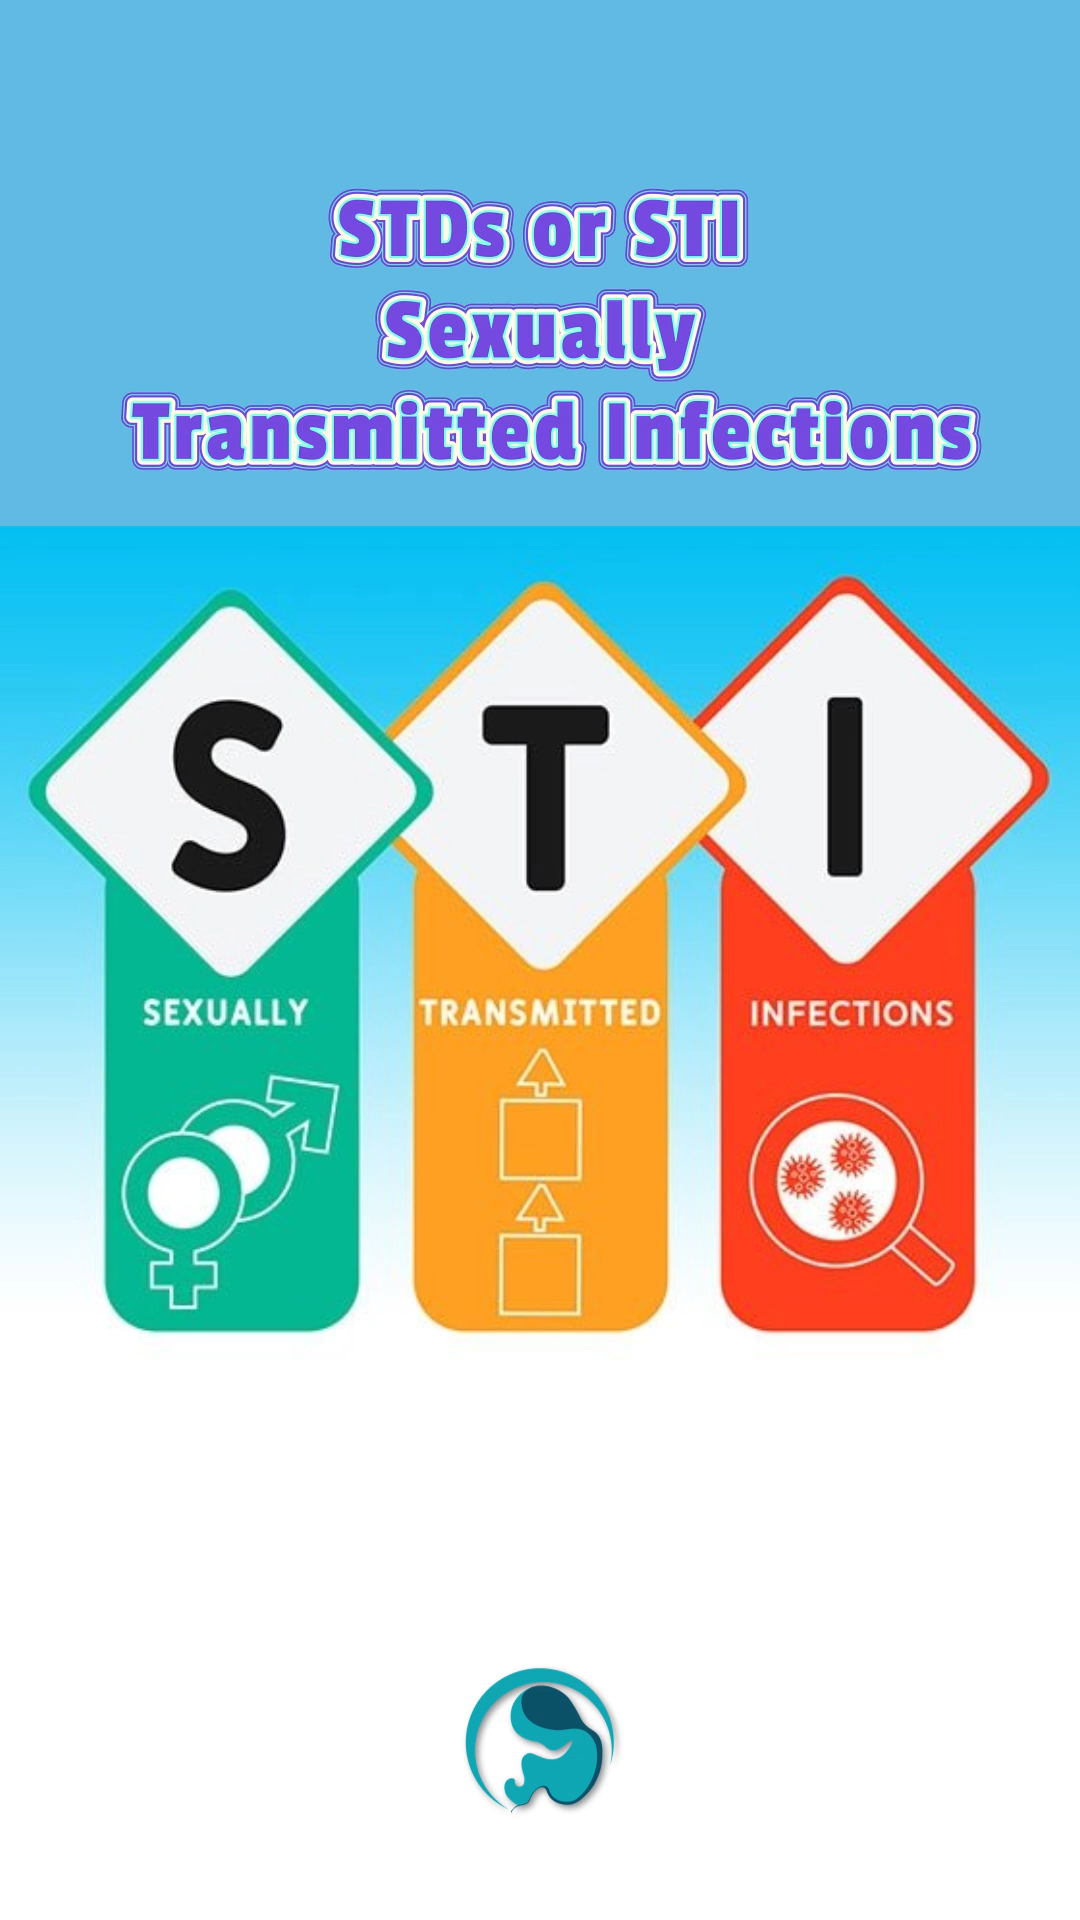 STDs or STI
Sexually
Transmitted Infections
S T I
SEXUALLY TRANSMITTED INFECTIONS